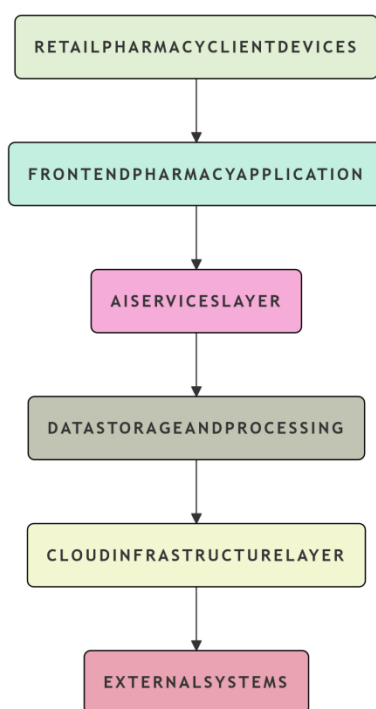 RETAILPHARMACYCLIENTDEVICES
FRONTENDPHARMACYAPPLICATION
AISERVICESLAYER
DATASTORAGEANDPROCESSING
CLOUDINFRASTRUCTURELAYER
EXTERNALSYSTEMS